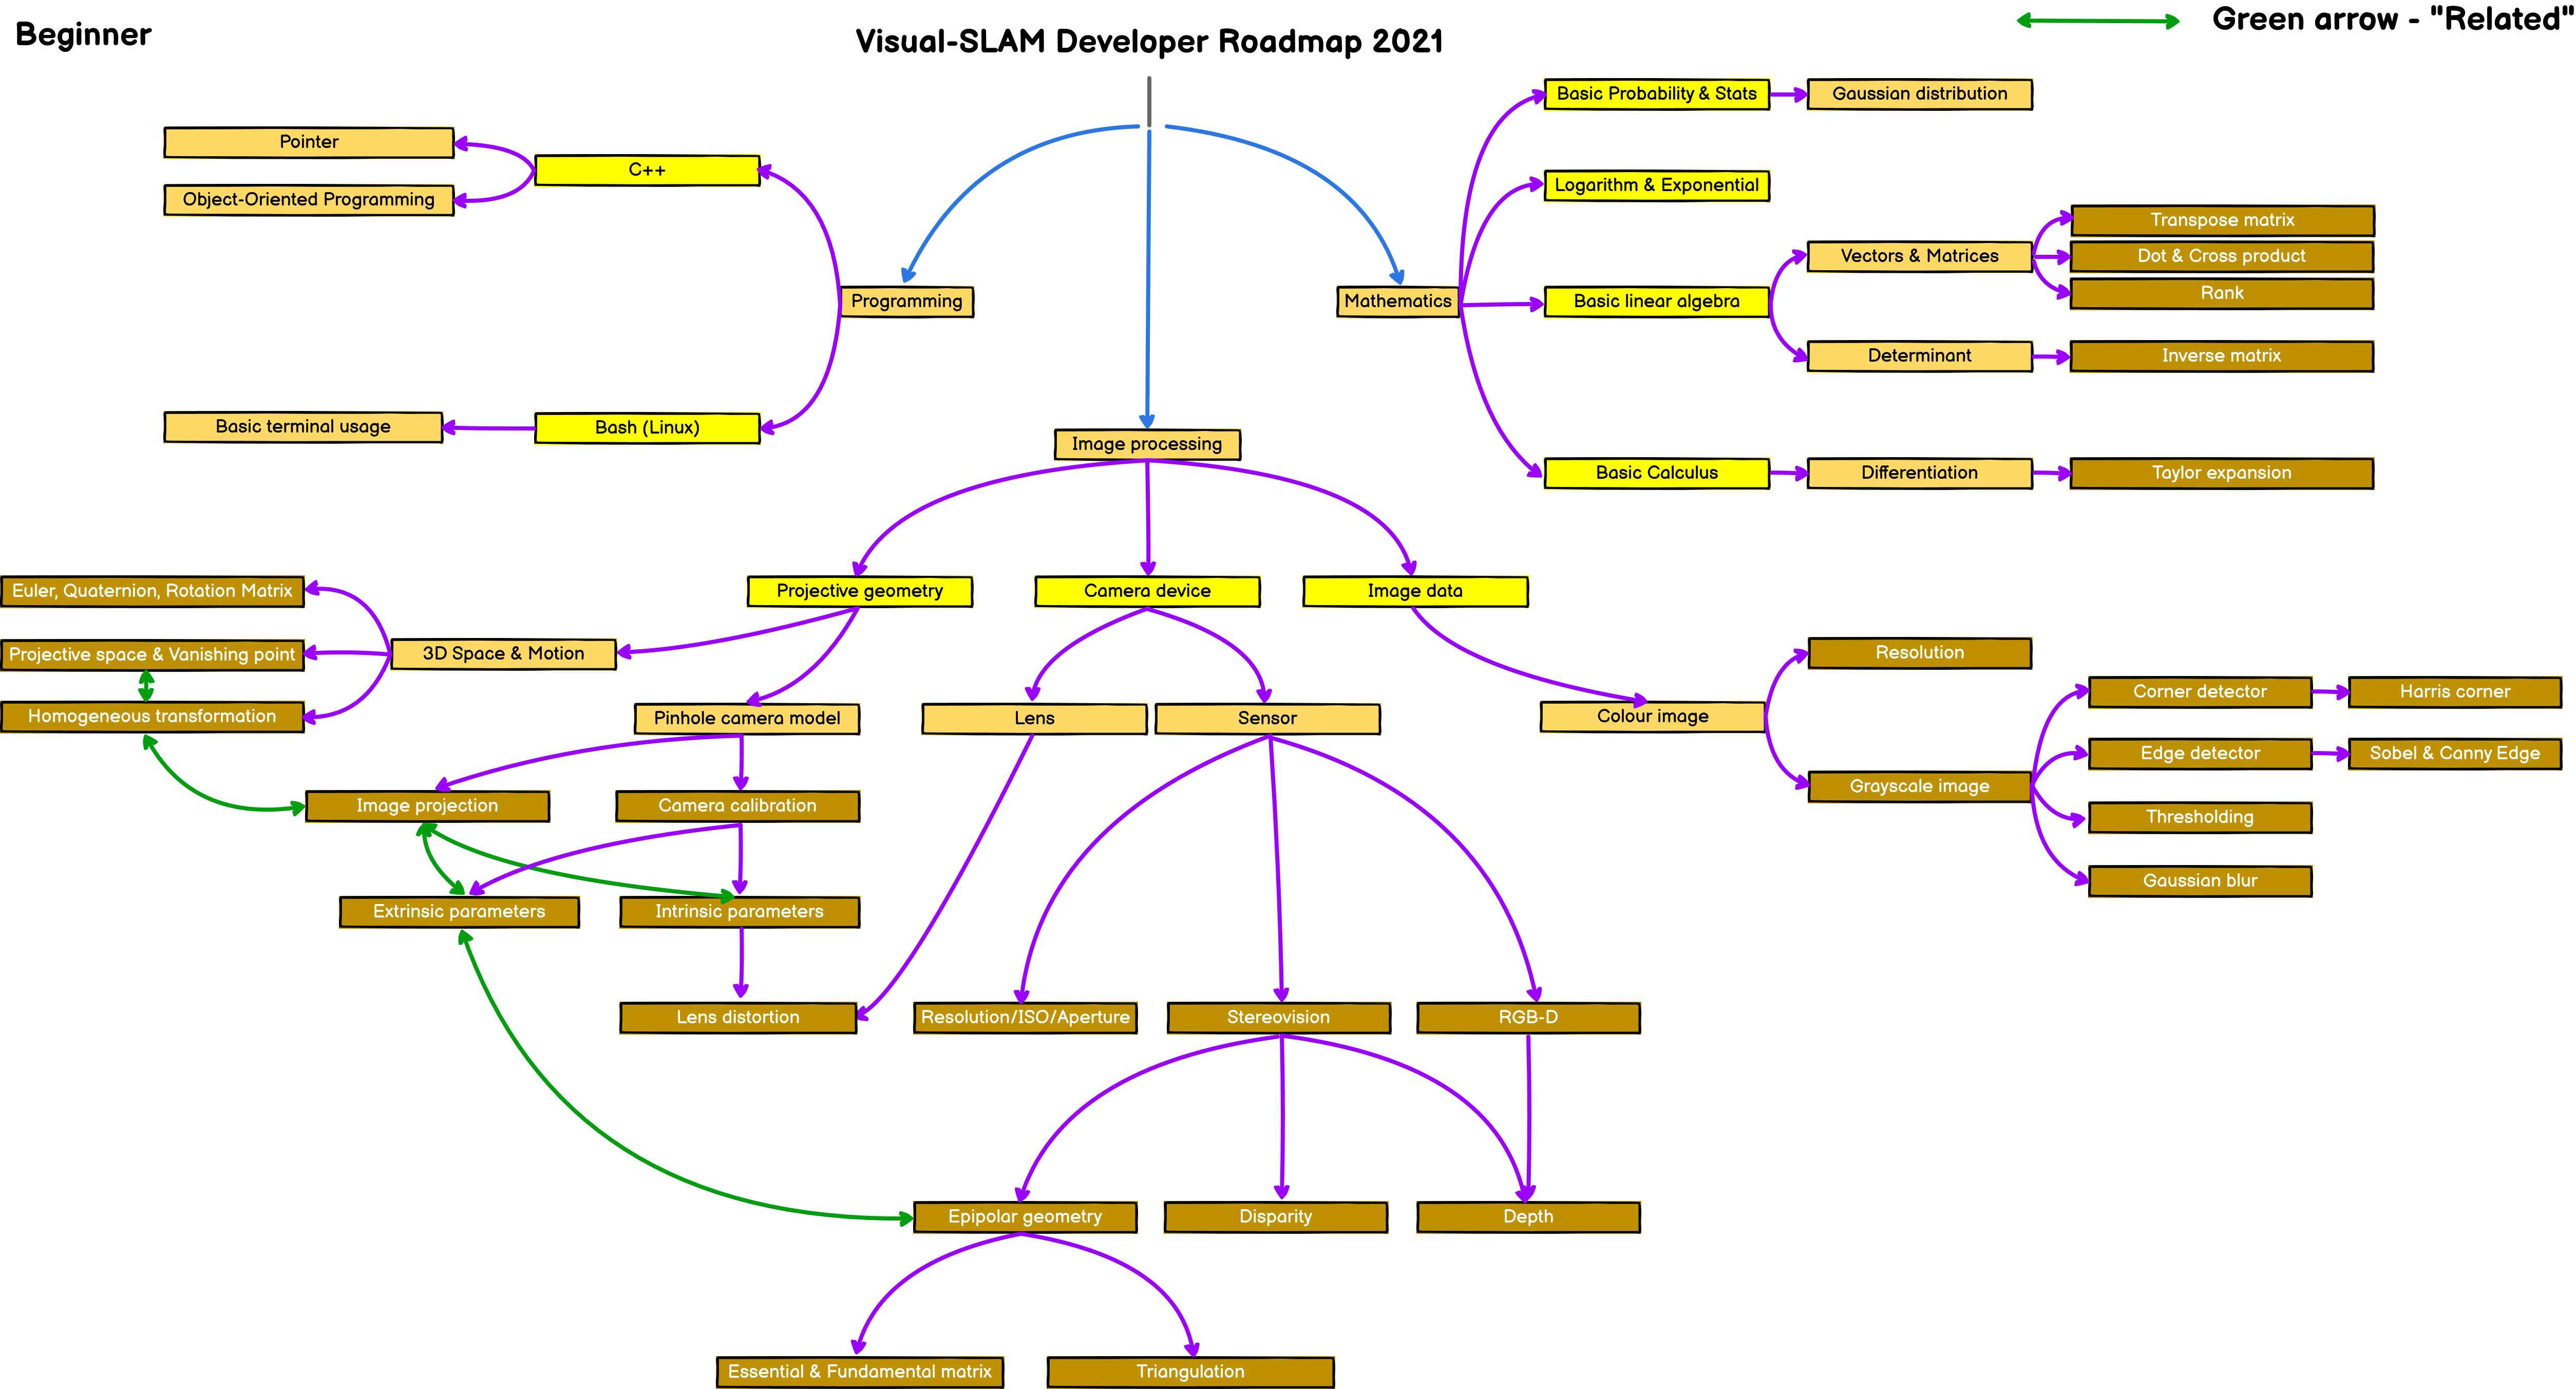 Beginner
Visual-SLAM Developer Roadmap 2021
Green arrow - "Related"
Basic Probability & Stats
Gaussian distribution
Pointer
C++
Object-Oriented Programming
Logarithm & Exponential
Transpose matrix
Vectors & Matrices
Dot & Cross product
Rank
Programming
Mathematics
Basic linear algebra
Determinant
Inverse matrix
Basic terminal usage
Bash (Linux)
Image processing
Basic Calculus
Differentiation
Taylor expansion
Euler, Quaternion, Rotation Matrix
Projective geometry
Camera device
Image data
Projective space & Vanishing point
3D Space & Motion
Resolution
Homogeneous transformation
Pinhole camera model
Lens
Sensor
Colour image
Corner detector
Harris corner
Edge detector
Sobel & Canny Edge
Grayscale image
Image projection
Camera calibration
Thresholding
Gaussian blur
Extrinsic parameters
Intrinsic parameters
Lens distortion
Resolution/ISO/Aperture
Stereovision
RGB-D
Epipolar geometry
Disparity
Depth
Essential & Fundamental matrix
Triangulation